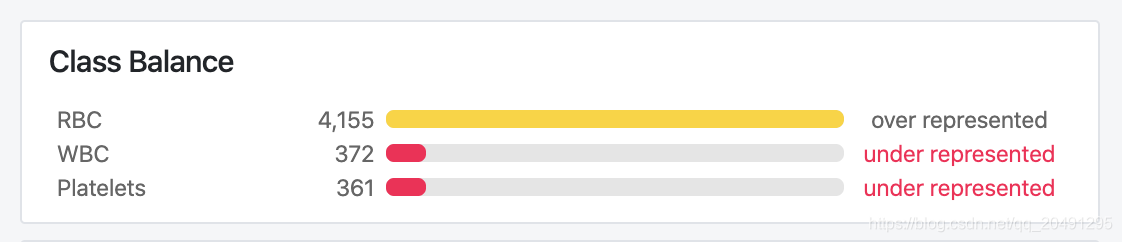 Class Balance
RBC 4,155 over represented
WBC 372 under represented
Platelets 361 under represented
https://blog.csdn.net/qq_20491295